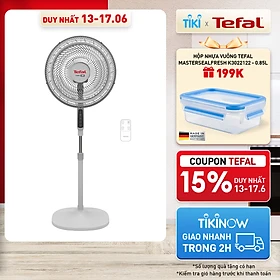 DUY NHẤT 13-17.06
TIKI x Tefal
HỘP NHỰA VUÔNG TEFAL
MASTERSEALFRESH K3022122 - 0.85L
199K
Tefal
COUPON TEFAL
15%
DUY NHẤT
13-17.6
TIKINOW
GIAO NHANH
TRONG 2H
*Số lượng quà tặng có hạn
*Kiểm tra giỏ hàng trước khi thanh toán